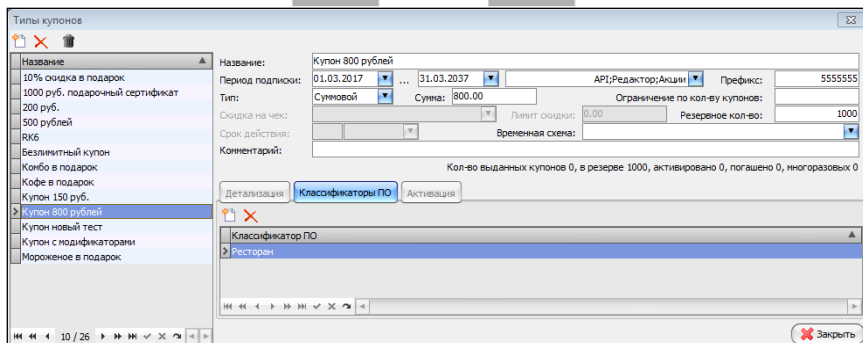 Типы купонов
Название
10% скидка в подарок
1000 руб. подарочный сертификат
200 руб.
500 рублей
RK6
Безлимитный купон
Комбо в подарок
Кофе в подарок
Купон 150 руб.
Купон 800 рублей
Купон новый тест
Купон с модификаторами
Мороженое в подарок
10 / 26
Название: Купон 800 рублей
Период подписки: 01.03.2017 ... 31.03.2037 API;Редактор;Акции Префикс: 5555555
Тип: Суммовой Сумма: 800.00 Ограничение по кол-ву купонов:
Скидка на чек: Лимит скидки: 0.00 Резервное кол-во: 1000
Срок действия: Временная схема:
Комментарий:
Кол-во выданных купонов 0, в резерве 1000, активировано 0, погашено 0, многоразовых 0
Детализация Классификаторы ПО Активация
Классификатор ПО
Ресторан
Закрыть